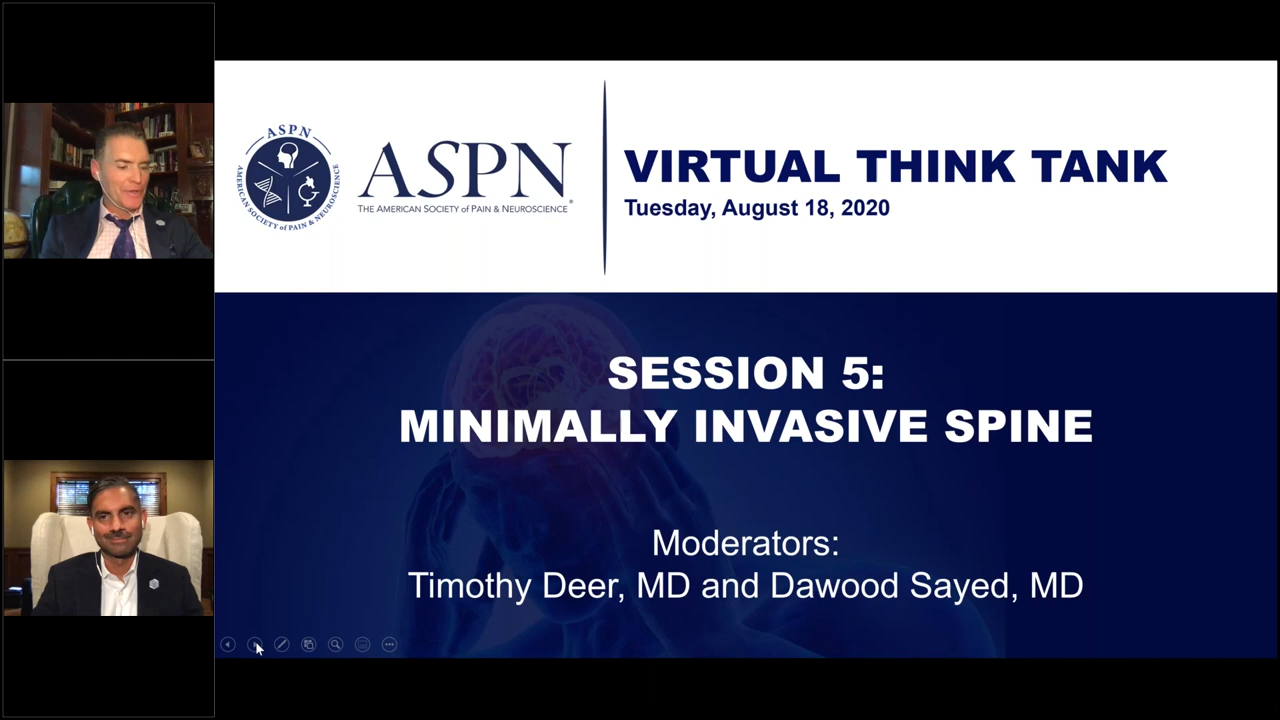 ASPN
AMERICAN SOCIETY of PAIN & NEUROSCIENCE
ASPN
THE AMERICAN SOCIETY of PAIN & NEUROSCIENCE®
VIRTUAL THINK TANK
Tuesday, August 18, 2020
SESSION 5:
MINIMALLY INVASIVE SPINE
Moderators:
Timothy Deer, MD and Dawood Sayed, MD